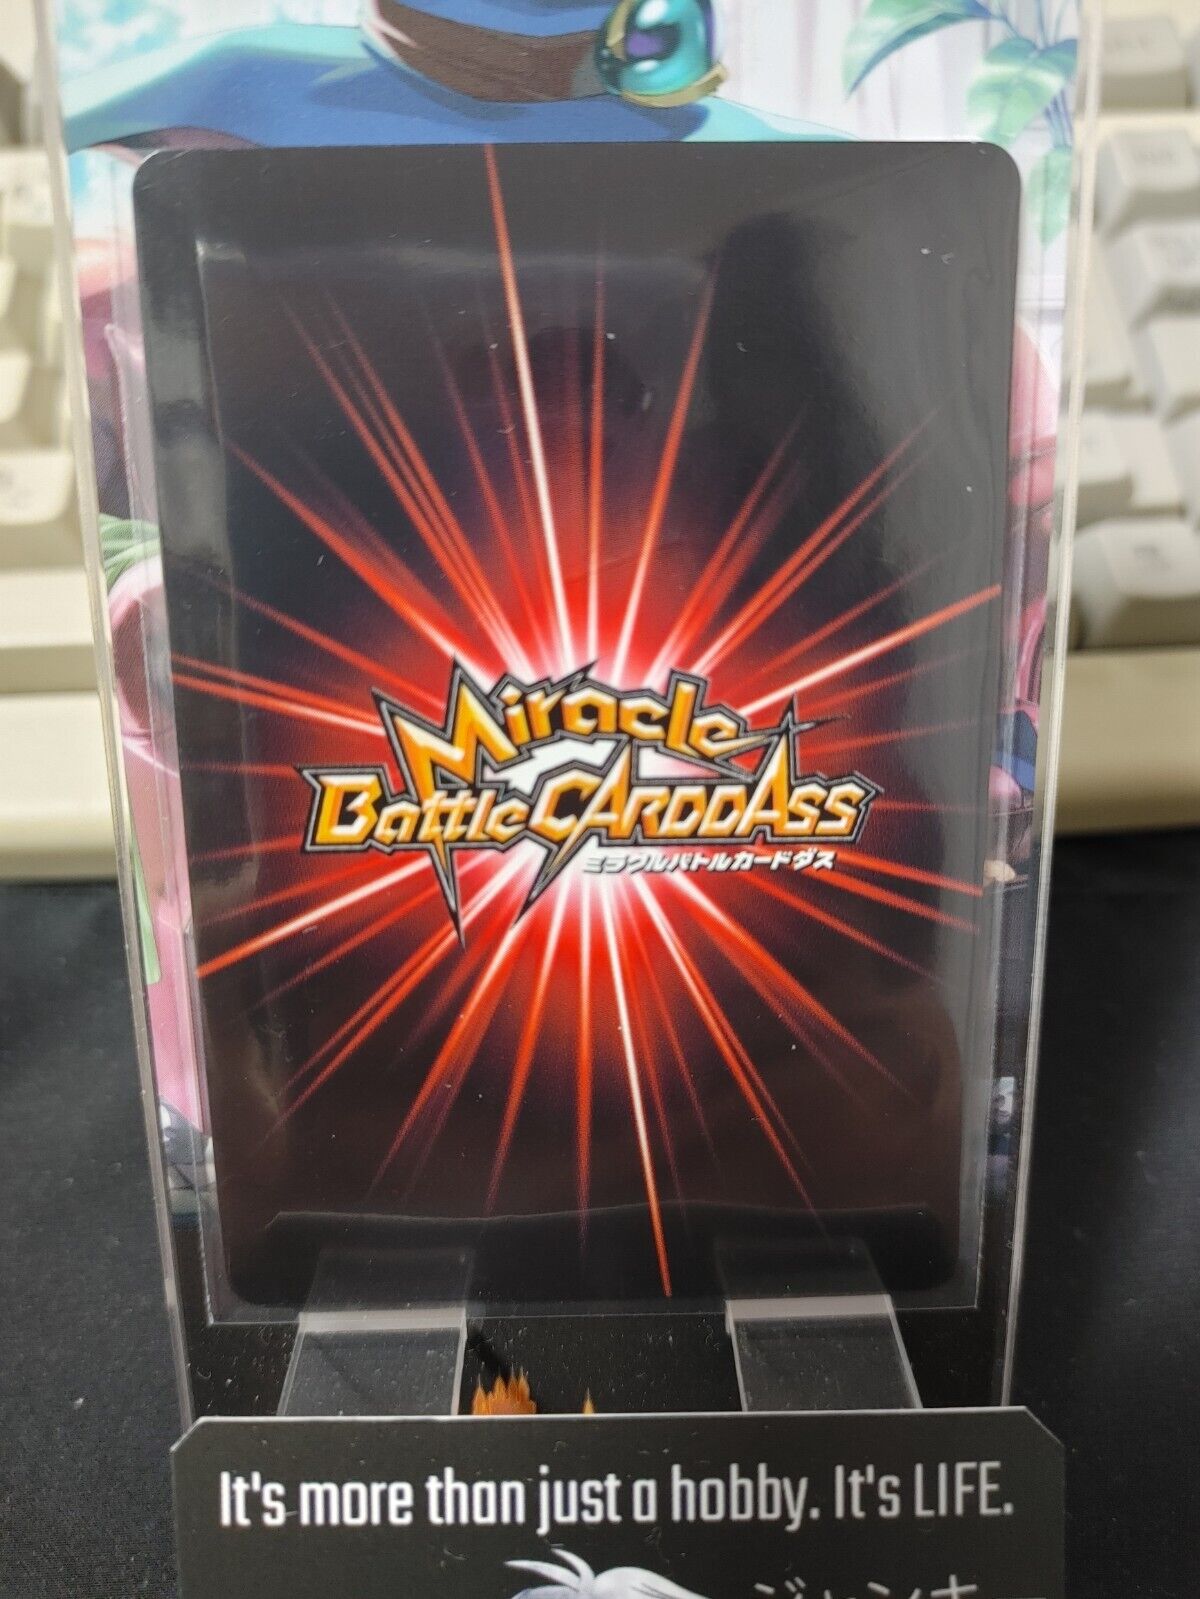 Miracle
Battle CARDDASS
ミラクルバトルカードダス
It's more than just a hobby. It's LIFE.